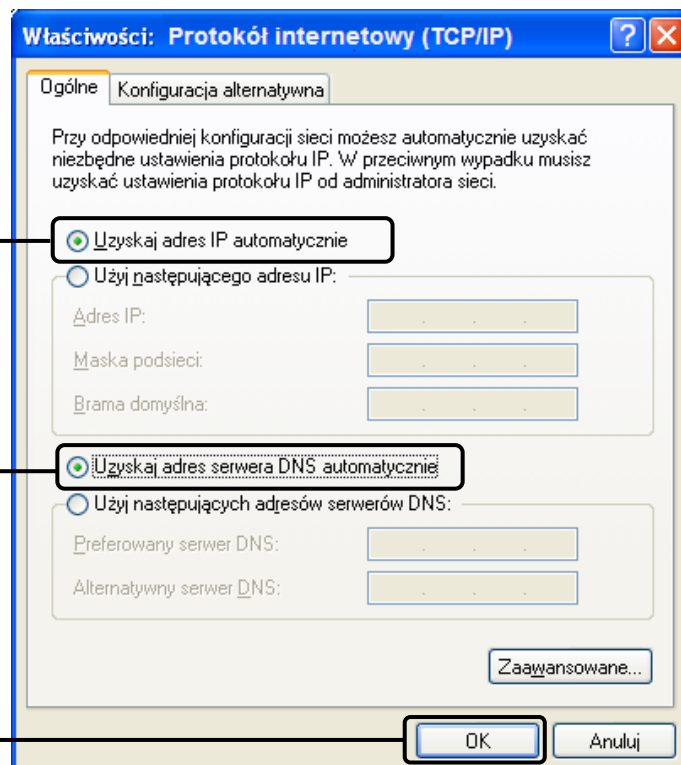 Właściwości: Protokół internetowy (TCP/IP)
Ogólne Konfiguracja alternatywna
Przy odpowiedniej konfiguracji sieci możesz automatycznie uzyskać
niezbędne ustawienia protokołu IP. W przeciwnym wypadku musisz
uzyskać ustawienia protokołu IP od administratora sieci.
Uzyskaj adres IP automatycznie
Użyj następującego adresu IP:
Adres IP:
Maska podsieci:
Brama domyślna:
Uzyskaj adres serwera DNS automatycznie
Użyj następujących adresów serwerów DNS:
Preferowany serwer DNS:
Alternatywny serwer DNS:
Zaawansowane...
OK Anuluj